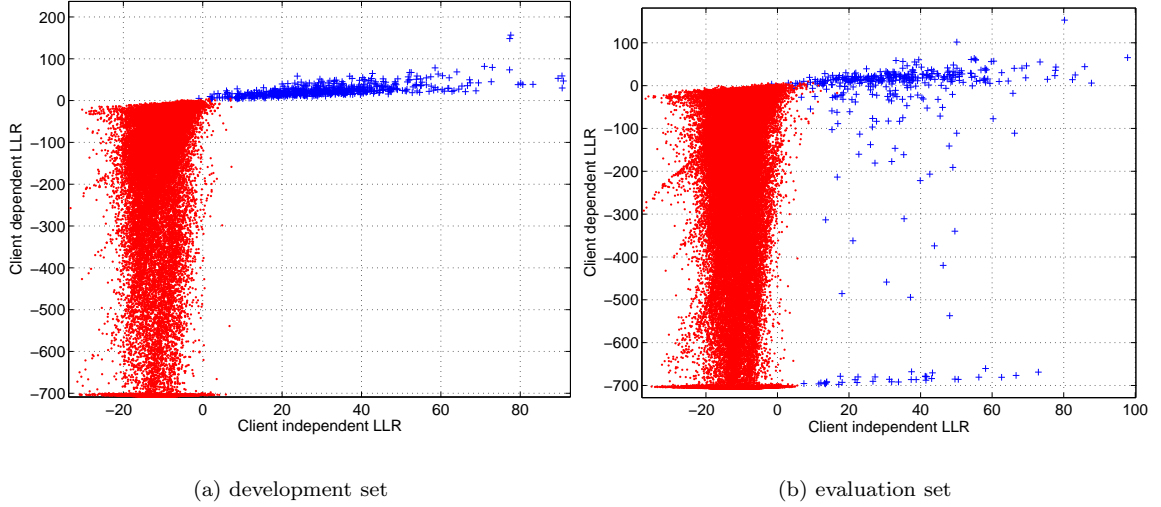 200
100
0
−100
−200
−300
−400
−500
−600
−700
Client dependent LLR
−20 0 20 40 60 80
Client independent LLR
(a) development set
100
0
−100
−200
−300
−400
−500
−600
−700
Client dependent LLR
−20 0 20 40 60 80 100
Client independent LLR
(b) evaluation set